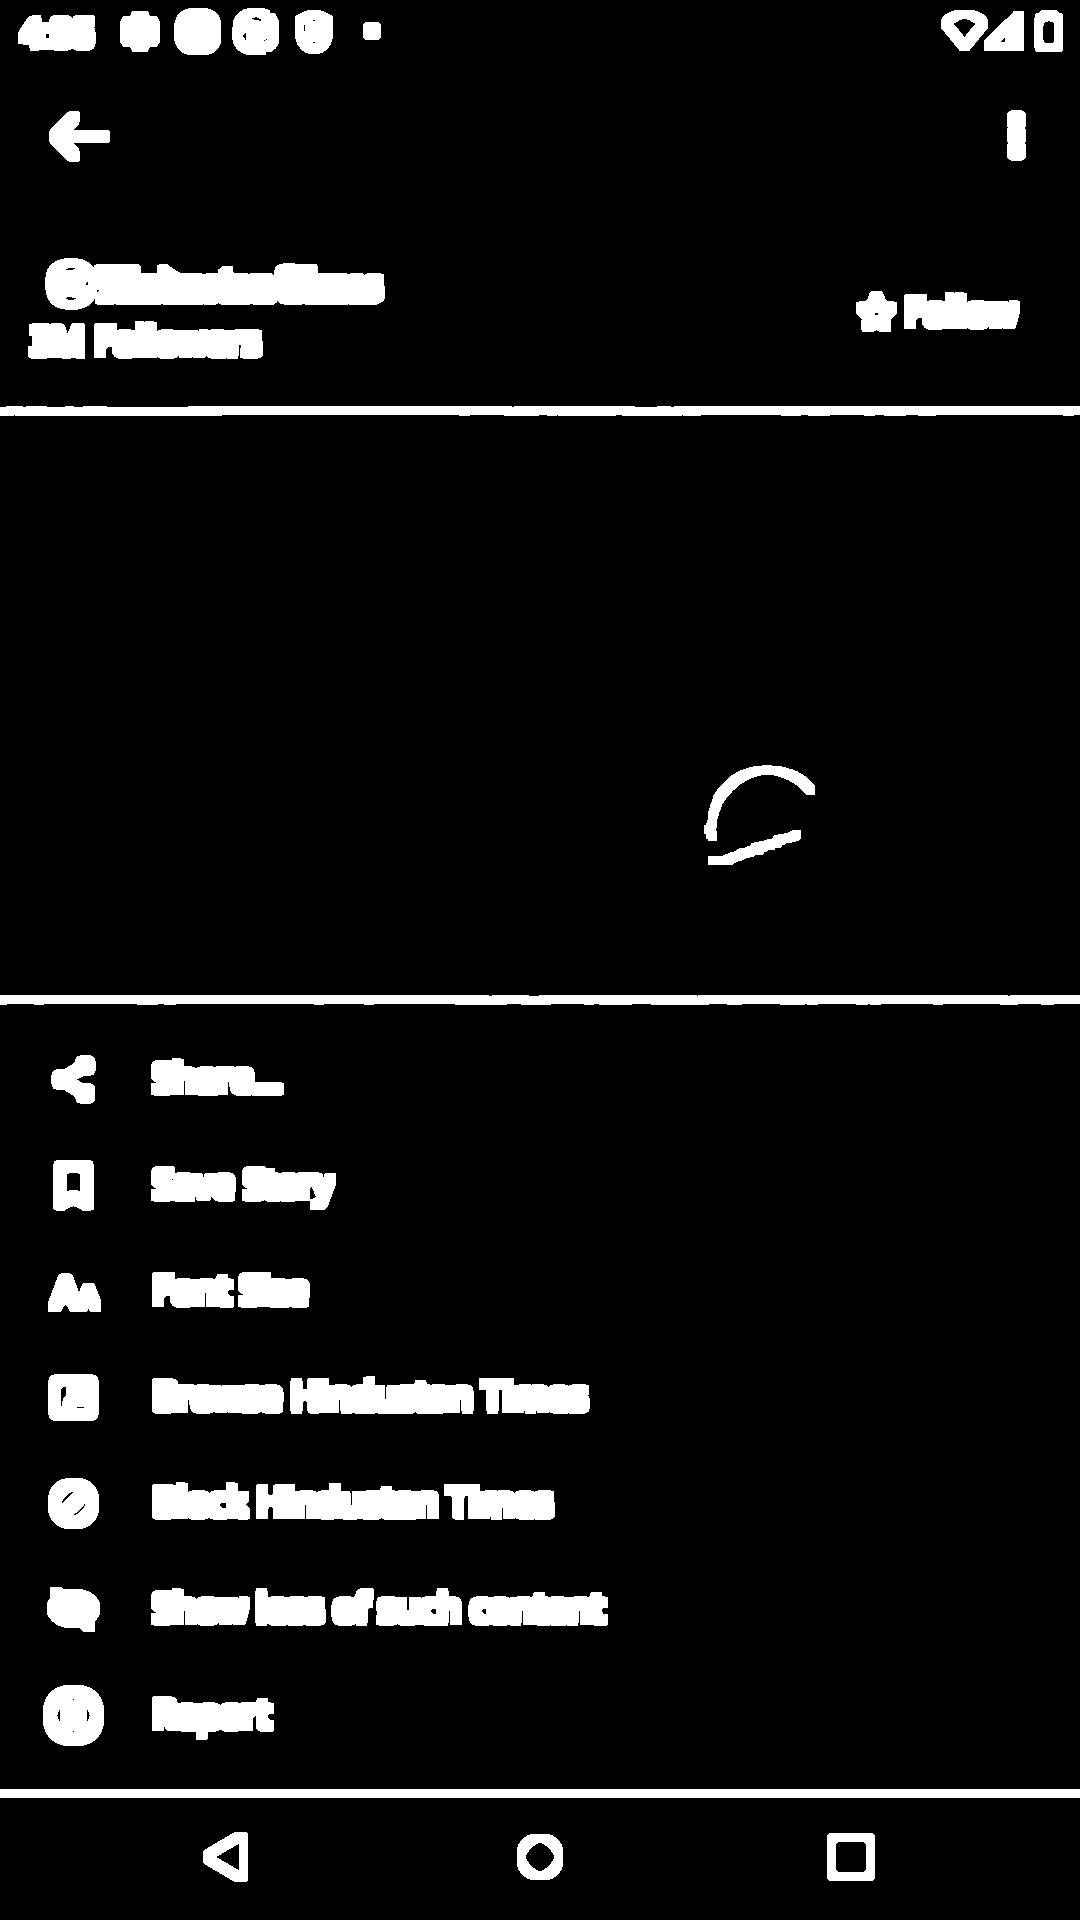 3M Followers
Follow
Share...
Save Story
Font Size
Browse Hindustan Times
Block Hindustan Times
Show less of such content
Report